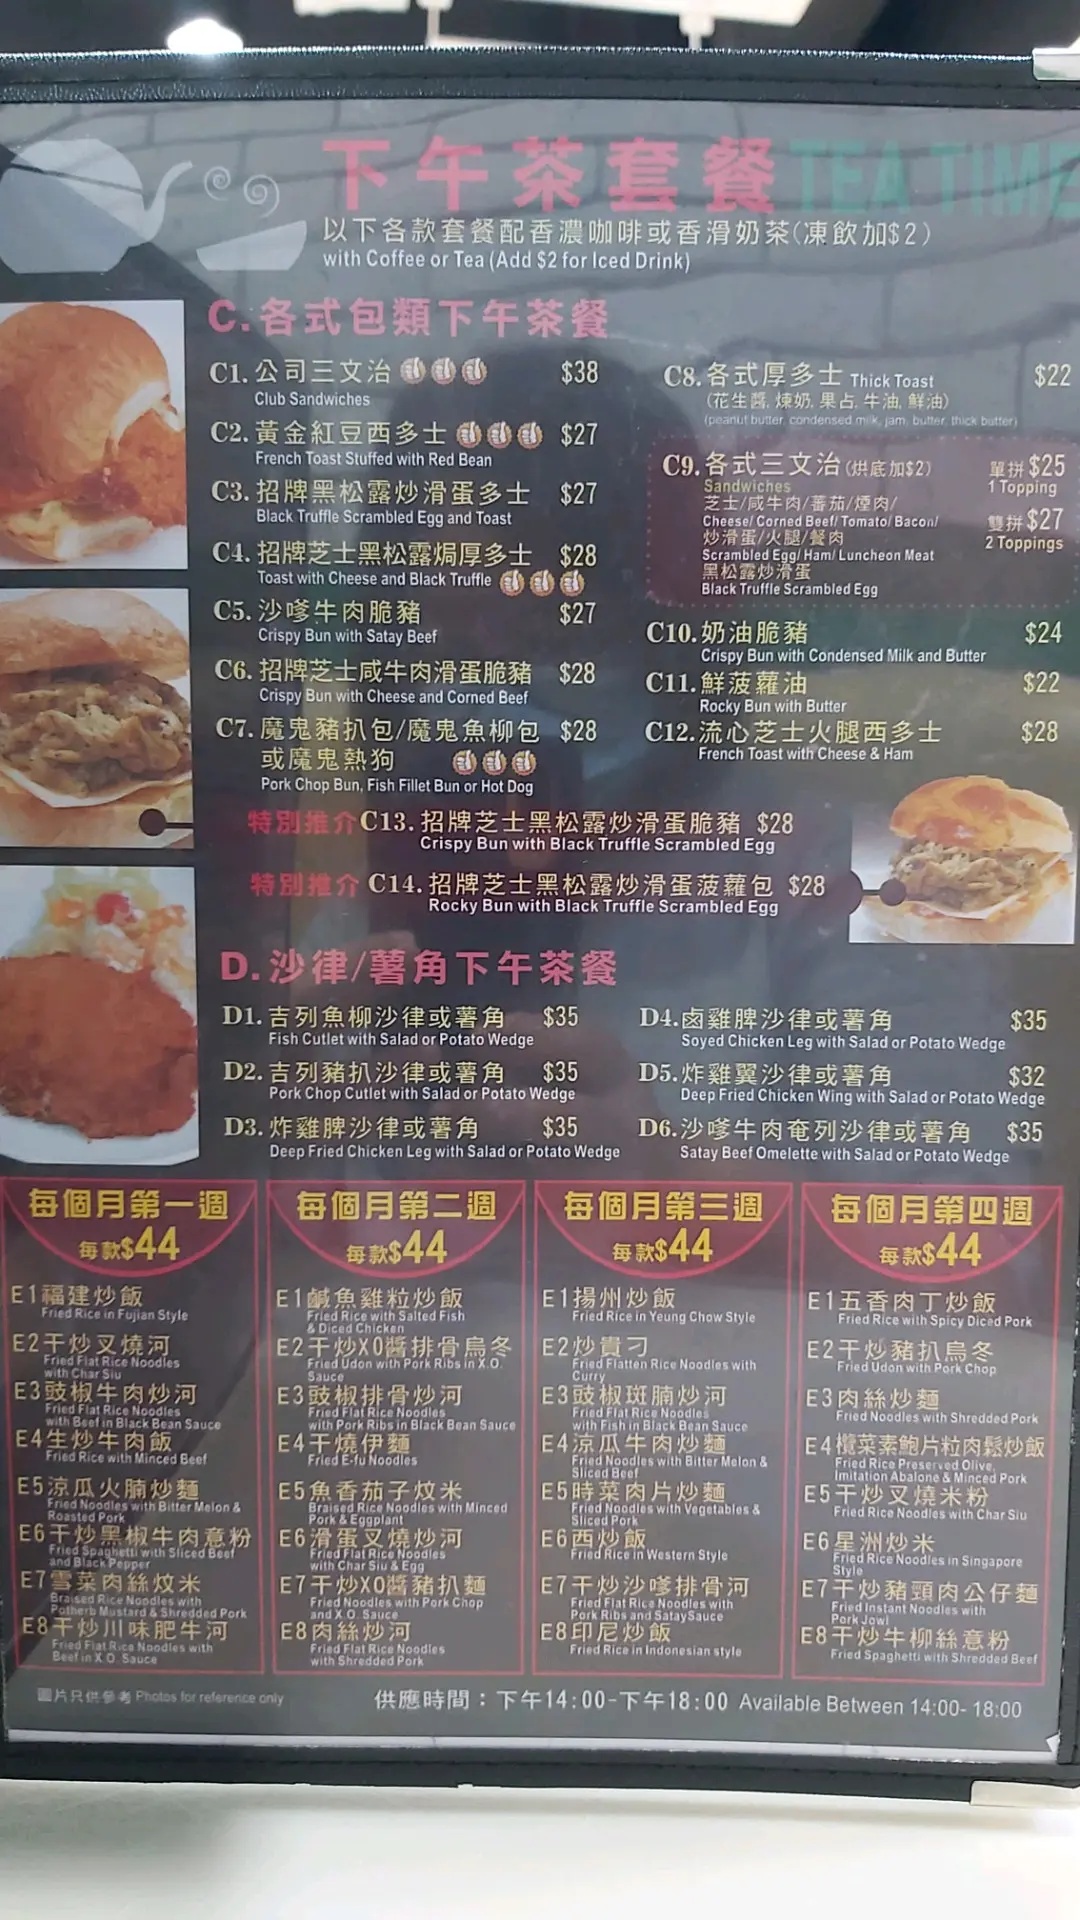 下午茶套餐 TEA TIME
以下各款套餐配香濃咖啡或香滑奶茶(凍飲加$2)
with Coffee or Tea (Add $2 for Iced Drink)
C.各式包類下午茶餐
C1.公司三文治 $38
Club Sandwiches
C2.黃金紅豆西多士 $27
French Toast Stuffed with Red Bean
C3.招牌黑松露炒滑蛋多士 $27
Black Truffle Scrambled Egg and Toast
C4.招牌芝士黑松露焗厚多士 $28
Toast with Cheese and Black Truffle
C5.沙嗲牛肉脆豬 $27
Crispy Bun with Satay Beef
C6.招牌芝士咸牛肉滑蛋脆豬 $28
Crispy Bun with Cheese and Corned Beef
C7.魔鬼豬扒包/魔鬼魚柳包 $28
或魔鬼熱狗
Pork Chop Bun, Fish Fillet Bun or Hot Dog
C8.各式厚多士 Thick Toast $22
(花生醬, 煉奶, 果占, 牛油, 鮮油)
(peanut butter, condensed milk, jam, butter, thick butter)
C9.各式三文治(烘底加$2) 單拼$25
Sandwiches 1 Topping
芝士/咸牛肉/蕃茄/煙肉/
Cheese/ Corned Beef/ Tomato/ Bacon/ 雙拼$27
炒滑蛋/火腿/餐肉 2 Toppings
Scrambled Egg/ Ham/ Luncheon Meat
黑松露炒滑蛋
Black Truffle Scrambled Egg
C10.奶油脆豬 $24
Crispy Bun with Condensed Milk and Butter
C11.鮮菠蘿油 $22
Rocky Bun with Butter
C12.流心芝士火腿西多士 $28
French Toast with Cheese & Ham
特別推介 C13.招牌芝士黑松露炒滑蛋脆豬 $28
Crispy Bun with Black Truffle Scrambled Egg
特別推介 C14.招牌芝士黑松露炒滑蛋菠蘿包 $28
Rocky Bun with Black Truffle Scrambled Egg
D.沙律/薯角下午茶餐
D1.吉列魚柳沙律或薯角 $35
Fish Cutlet with Salad or Potato Wedge
D2.吉列豬扒沙律或薯角 $35
Pork Chop Cutlet with Salad or Potato Wedge
D3.炸雞脾沙律或薯角 $35
Deep Fried Chicken Leg with Salad or Potato Wedge
D4.鹵雞脾沙律或薯角 $35
Soyed Chicken Leg with Salad or Potato Wedge
D5.炸雞翼沙律或薯角 $32
Deep Fried Chicken Wing with Salad or Potato Wedge
D6.沙嗲牛肉奄列沙律或薯角 $35
Satay Beef Omelette with Salad or Potato Wedge
每個月第一週
每款$44
E1福建炒飯
Fried Rice in Fujian Style
E2干炒叉燒河
Fried Flat Rice Noodles
with Char Siu
E3豉椒牛肉炒河
Fried Flat Rice Noodles
with Beef in Black Bean Sauce
E4生炒牛肉飯
Fried Rice with Minced Beef
E5涼瓜火腩炒麵
Fried Noodles with Bitter Melon &
Roasted Pork
E6干炒黑椒牛肉意粉
Fried Spaghetti with Sliced Beef
and Black Pepper
E7雪菜肉絲炆米
Braised Rice Noodles with
Potherb Mustard & Shredded Pork
E8干炒川味肥牛河
Fried Flat Rice Noodles with
Beef in X.O. Sauce
每個月第二週
每款$44
E1鹹魚雞粒炒飯
Fried Rice with Salted Fish
& Diced Chicken
E2干炒XO醬排骨烏冬
Fried Udon with Pork Ribs in X.O.
Sauce
E3豉椒排骨炒河
Fried Flat Rice Noodles
with Pork Ribs in Black Bean Sauce
E4干燒伊麵
Fried E-fu Noodles
E5魚香茄子炆米
Braised Rice Noodles with Minced
Pork & Eggplant
E6滑蛋叉燒炒河
Fried Flat Rice Noodles
with Char Siu & Egg
E7干炒XO醬豬扒麵
Fried Noodles with Pork Chop
and X.O. Sauce
E8肉絲炒河
Fried Flat Rice Noodles
with Shredded Pork
每個月第三週
每款$44
E1揚州炒飯
Fried Rice in Yeung Chow Style
E2炒貴刁
Fried Flatten Rice Noodles with
Curry
E3豉椒斑腩炒河
Fried Flat Rice Noodles
with Fish in Black Bean Sauce
E4涼瓜牛肉炒麵
Fried Noodles with Bitter Melon &
Sliced Beef
E5時菜肉片炒麵
Fried Noodles with Vegetables &
Sliced Pork
E6西炒飯
Fried Rice in Western Style
E7干炒沙嗲排骨河
Fried Flat Rice Noodles with
Pork Ribs and SataySauce
E8印尼炒飯
Fried Rice in Indonesian style
每個月第四週
每款$44
E1五香肉丁炒飯
Fried Rice with Spicy Diced Pork
E2干炒豬扒烏冬
Fried Udon with Pork Chop
E3肉絲炒麵
Fried Noodles with Shredded Pork
E4欖菜素鮑片粒肉鬆炒飯
Fried Rice Preserved Olive,
Imitation Abalone & Minced Pork
E5干炒叉燒米粉
Fried Rice Noodles with Char Siu
E6星洲炒米
Fried Rice Noodles in Singapore
Style
E7干炒豬頸肉公仔麵
Fried Instant Noodles with
Pork Jowl
E8干炒牛柳絲意粉
Fried Spaghetti with Shredded Beef
圖片只供參考 Photos for reference only
供應時間：下午14:00-下午18:00 Available Between 14:00- 18:00